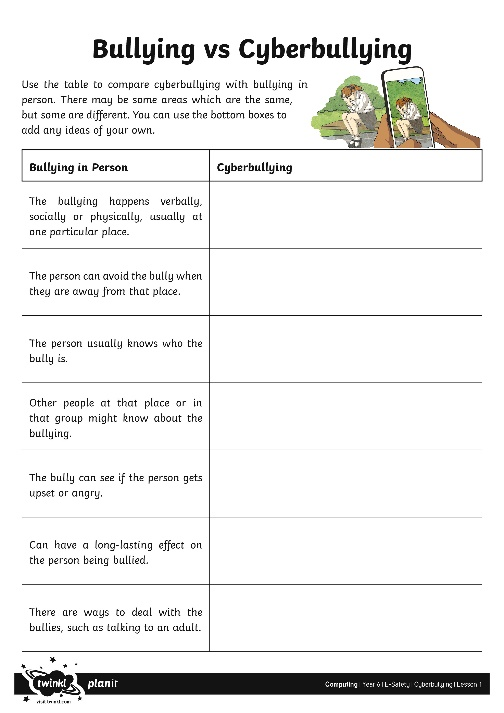 Bullying vs Cyberbullying
Use the table to compare cyberbullying with bullying in
person. There may be some areas which are the same,
but some are different. You can use the bottom boxes to
add any ideas of your own.
Bullying in Person
Cyberbullying
The bullying happens verbally,
socially or physically, usually at
one particular place.
The person can avoid the bully when
they are away from that place.
The person usually knows who the
bully is.
Other people at that place or in
that group might know about the
bullying.
The bully can see if the person gets
upset or angry.
Can have a long-lasting effect on
the person being bullied.
There are ways to deal with the
bullies, such as talking to an adult.
twinkl planit
visit twinkl.com
Computing | Year 6 | E-Safety | Cyberbullying | Lesson 1